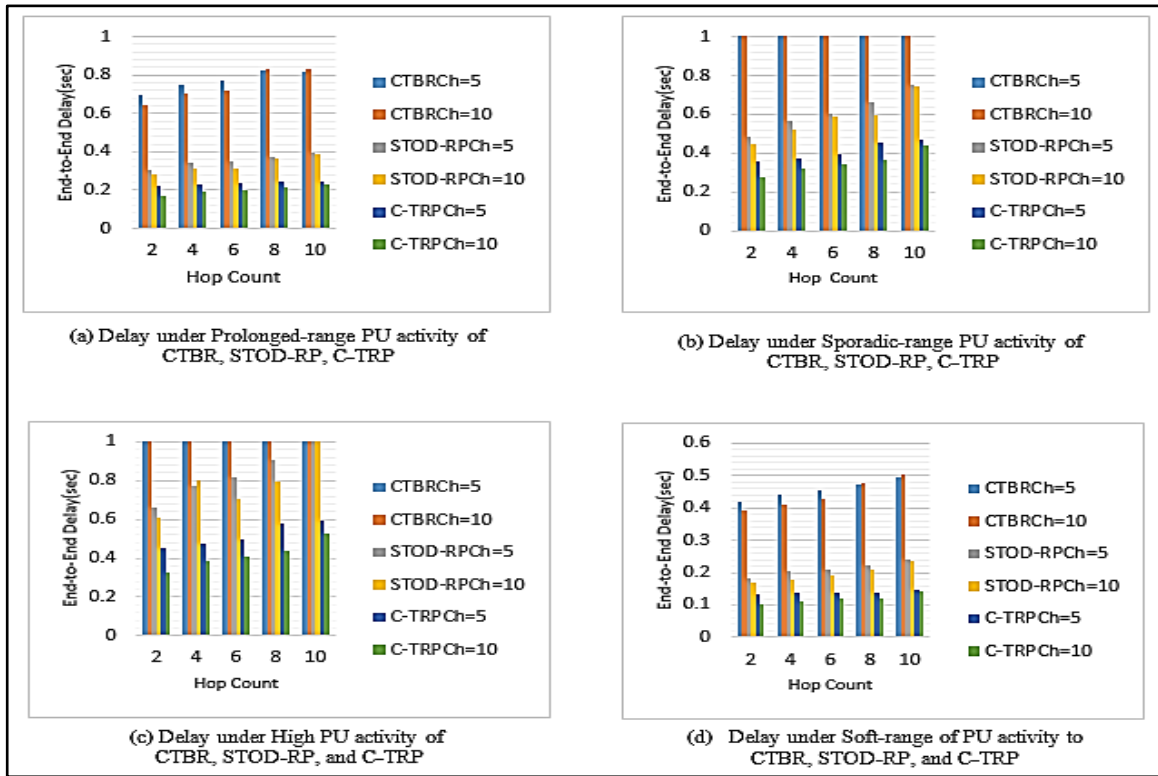 1
0.8
0.6
0.4
0.2
0
End-to-End Delay(sec)
2 4 6 8 10
Hop Count
CTBRCh=5
CTBRCh=10
STOD-RPCh=5
STOD-RPCh=10
C-TRPCh=5
C-TRPCh=10
(a) Delay under Prolonged-range PU activity of
CTBR, STOD-RP, C-TRP
1
0.8
0.6
0.4
0.2
0
End-to-End Delay(sec)
2 4 6 8 10
Hop Count
CTBRCh=5
CTBRCh=10
STOD-RPCh=5
STOD-RPCh=10
C-TRPCh=5
C-TRPCh=10
(b) Delay under Sporadic-range PU activity of
CTBR, STOD-RP, C-TRP
1
0.8
0.6
0.4
0.2
0
End-to-End Delay(sec)
2 4 6 8 10
Hop Count
CTBRCh=5
CTBRCh=10
STOD-RPCh=5
STOD-RPCh=10
C-TRPCh=5
C-TRPCh=10
(c) Delay under High PU activity of
CTBR, STOD-RP, and C-TRP
0.6
0.5
0.4
0.3
0.2
0.1
0
End-to-End Delay(sec)
2 4 6 8 10
Hop Count
CTBRCh=5
CTBRCh=10
STOD-RPCh=5
STOD-RPCh=10
C-TRPCh=5
C-TRPCh=10
(d) Delay under Soft-range of PU activity to
CTBR, STOD-RP, and C-TRP